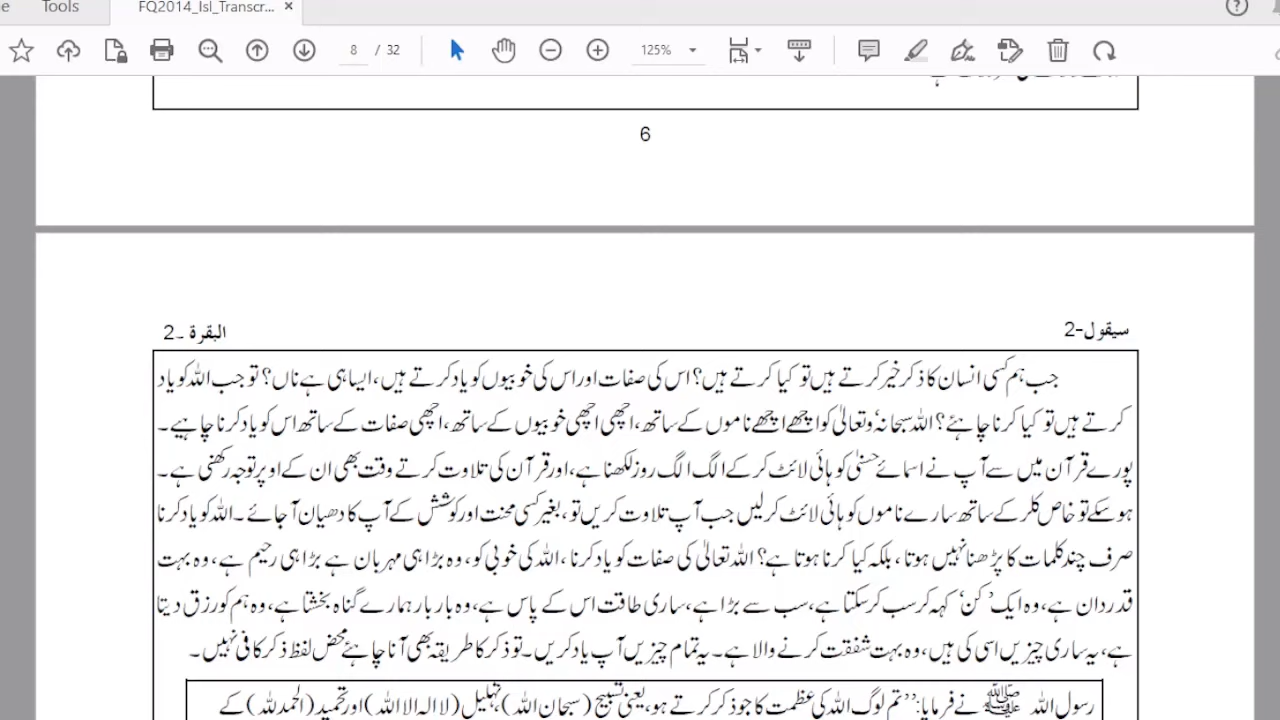 Tools
FQ2014_Isl_Transcr... ×
8 / 32
125%
6
سیقول-2
البقرۃ ۔2
جب ہم کسی انسان کا ذکر خیر کرتے ہیں تو کیا کرتے ہیں؟ اس کی صفات اور اس کی خوبیوں کو یاد کرتے ہیں، ایسا ہی ہے ناں؟ تو جب اللہ کو یاد
کرتے ہیں تو کیا کرنا چاہئے؟ اللہ سبحانہٗ وتعالیٰ کو اچھے اچھے ناموں کے ساتھ، اچھی اچھی خوبیوں کے ساتھ، اچھی صفات کے ساتھ اس کو یاد کرنا چاہیے۔
پورے قرآن میں سے آپ نے اسمائے حسنٰی کو ہائی لائٹ کر کے الگ الگ روز لکھنا ہے، اور قرآن کی تلاوت کرتے وقت بھی ان کے اوپر توجہ رکھنی ہے۔
ہو سکے تو خاص کلر کے ساتھ سارے ناموں کو ہائی لائٹ کر لیں جب آپ تلاوت کریں تو، بغیر کسی محنت اور کوشش کے آپ کا دھیان آ جائے۔ اللہ کو یاد کرنا
صرف چند کلمات کا پڑھنا نہیں ہوتا، بلکہ کیا کرنا ہوتا ہے؟ اللہ تعالیٰ کی صفات کو یاد کرنا، اللہ کی خوبی کو، وہ بڑا ہی مہربان ہے بڑا ہی رحیم ہے، وہ بہت
قدردان ہے، وہ ایک ’کن‘ کہہ کر سب کر سکتا ہے، سب سے بڑا ہے، ساری طاقت اس کے پاس ہے، وہ بار بار ہمارے گناہ بخشتا ہے، وہ ہم کو رزق دیتا
ہے، یہ ساری چیزیں اسی کی ہیں، وہ بہت شفقت کرنے والا ہے۔ یہ تمام چیزیں آپ یاد کریں۔ تو ذکر کا طریقہ بھی آنا چاہئے محض لفظ ذکر کافی نہیں۔
رسول اللہ ﷺ نے فرمایا: ’’تم لوگ اللہ کی عظمت کا جو ذکر کرتے ہو، یعنی تسبیح (سبحان اللہ)، تہلیل (لا الہ الا اللہ) اور تحمید (الحمدللہ) کے